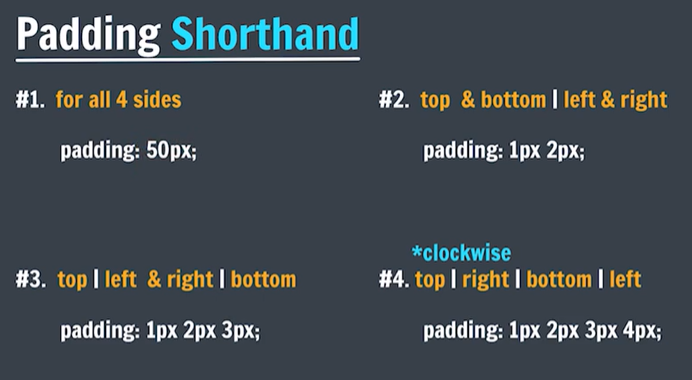 Padding Shorthand
#1. for all 4 sides
padding: 50px;
#2. top & bottom | left & right
padding: 1px 2px;
#3. top | left & right | bottom
padding: 1px 2px 3px;
*clockwise
#4. top | right | bottom | left
padding: 1px 2px 3px 4px;